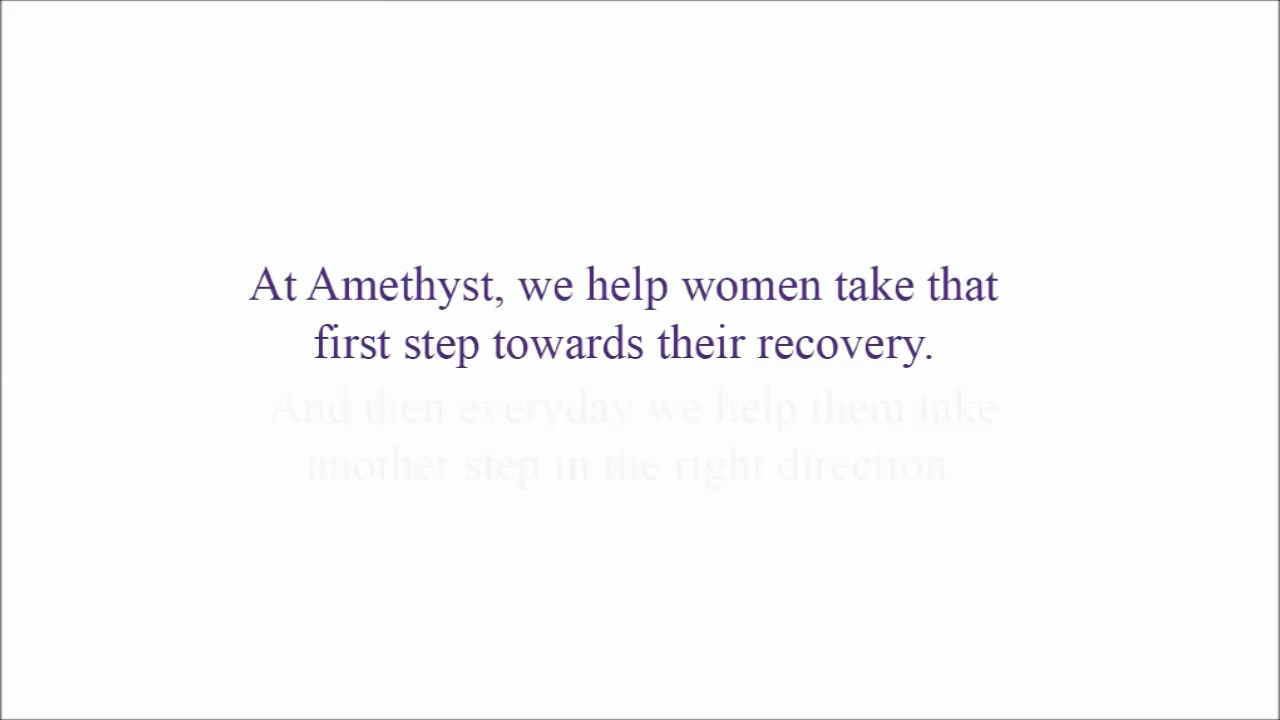 At Amethyst, we help women take that
first step towards their recovery.
And then everyday we help them take
another step in the right direction